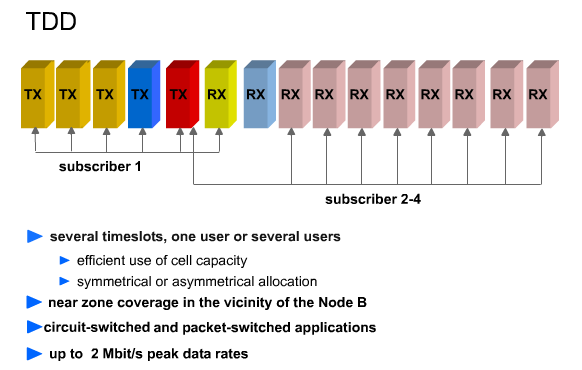 TDD
TX TX TX TX TX RX RX RX RX RX RX RX RX RX RX
subscriber 1
subscriber 2-4
several timeslots, one user or several users
efficient use of cell capacity
symmetrical or asymmetrical allocation
near zone coverage in the vicinity of the Node B
circuit-switched and packet-switched applications
up to 2 Mbit/s peak data rates